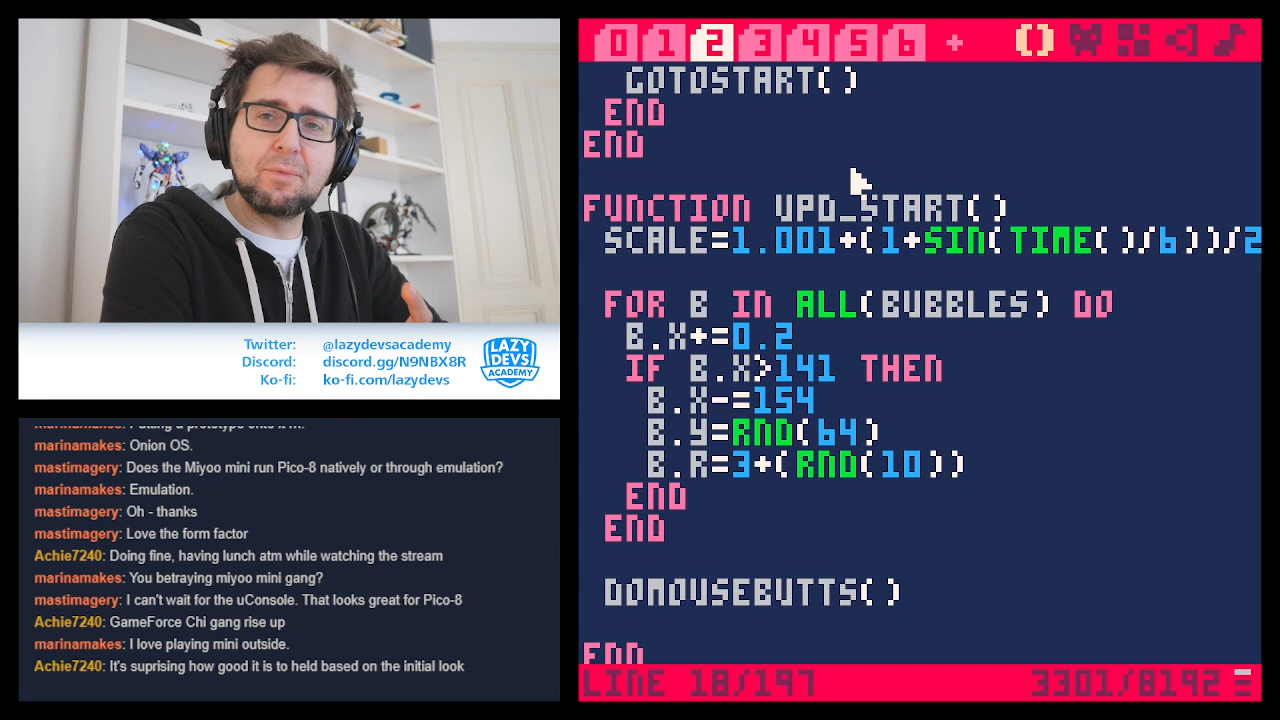 Twitter: @lazydevsacademy
Discord: discord.gg/N9NBX8R
Ko-fi: ko-fi.com/lazydevs
LAZY
DEVS
ACADEMY
marinamakes: Onion OS.
mastimagery: Does the Miyoo mini run Pico-8 natively or through emulation?
marinamakes: Emulation.
mastimagery: Oh - thanks
mastimagery: Love the form factor
Achie7240: Doing fine, having lunch atm while watching the stream
marinamakes: You betraying miyoo mini gang?
mastimagery: I can't wait for the uConsole. That looks great for Pico-8
Achie7240: GameForce Chi gang rise up
marinamakes: I love playing mini outside.
Achie7240: It's suprising how good it is to held based on the initial look
0 1 2 3 4 5 6 + ()
GOTOSTART()
END
END
FUNCTION UPD_START()
SCALE=1.001+(1+SIN(TIME()/6))/2
FOR B IN ALL(BUBBLES) DO
B.X+=0.2
IF B.X>141 THEN
B.X-=154
B.Y=RND(64)
B.R=3+(RND(10))
END
END
DOMOUSEBUTTS()
END
LINE 18/197 3301/8192